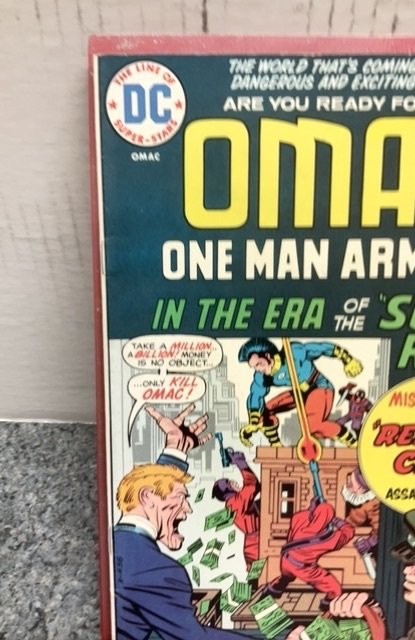 THE LINE OF
DC
SUPER-STARS
OMAC
THE WORLD THAT'S COMING
DANGEROUS AND EXCITING
ARE YOU READY FO
OMA
ONE MAN ARM
IN THE ERA OF THE "S
TAKE A MILLION..
A BILLION! MONEY
IS NO OBJECT..
...ONLY KILL
OMAC!
MIS
"RE
C
ASSA